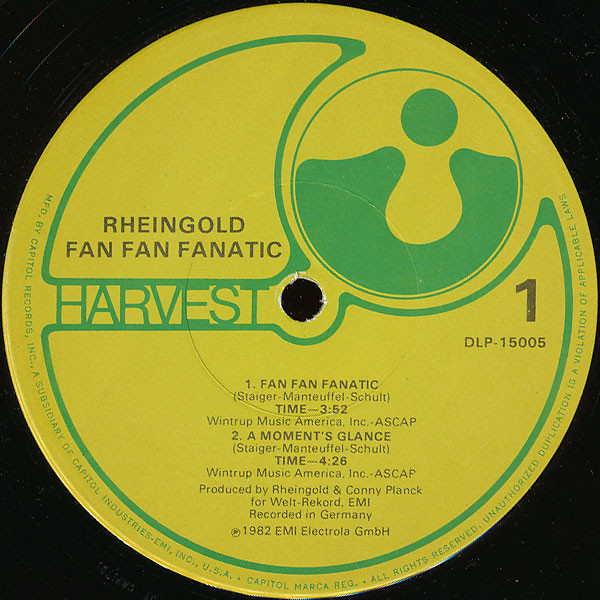 RHEINGOLD
FAN FAN FANATIC
HARVEST
1
DLP-15005
1. FAN FAN FANATIC
(Staiger-Manteuffel-Schult)
TIME—3:52
Wintrup Music America, Inc.-ASCAP
2. A MOMENT'S GLANCE
(Staiger-Manteuffel-Schult)
TIME—4:26
Wintrup Music America, Inc.-ASCAP
Produced by Rheingold & Conny Planck
for Welt-Rekord, EMI
Recorded in Germany
℗1982 EMI Electrola GmbH
MFD. BY CAPITOL RECORDS, INC., A SUBSIDIARY OF CAPITOL INDUSTRIES-EMI, INC., U.S.A. • CAPITOL MARCA REG. • ALL RIGHTS RESERVED. UNAUTHORIZED DUPLICATION IS A VIOLATION OF APPLICABLE LAWS